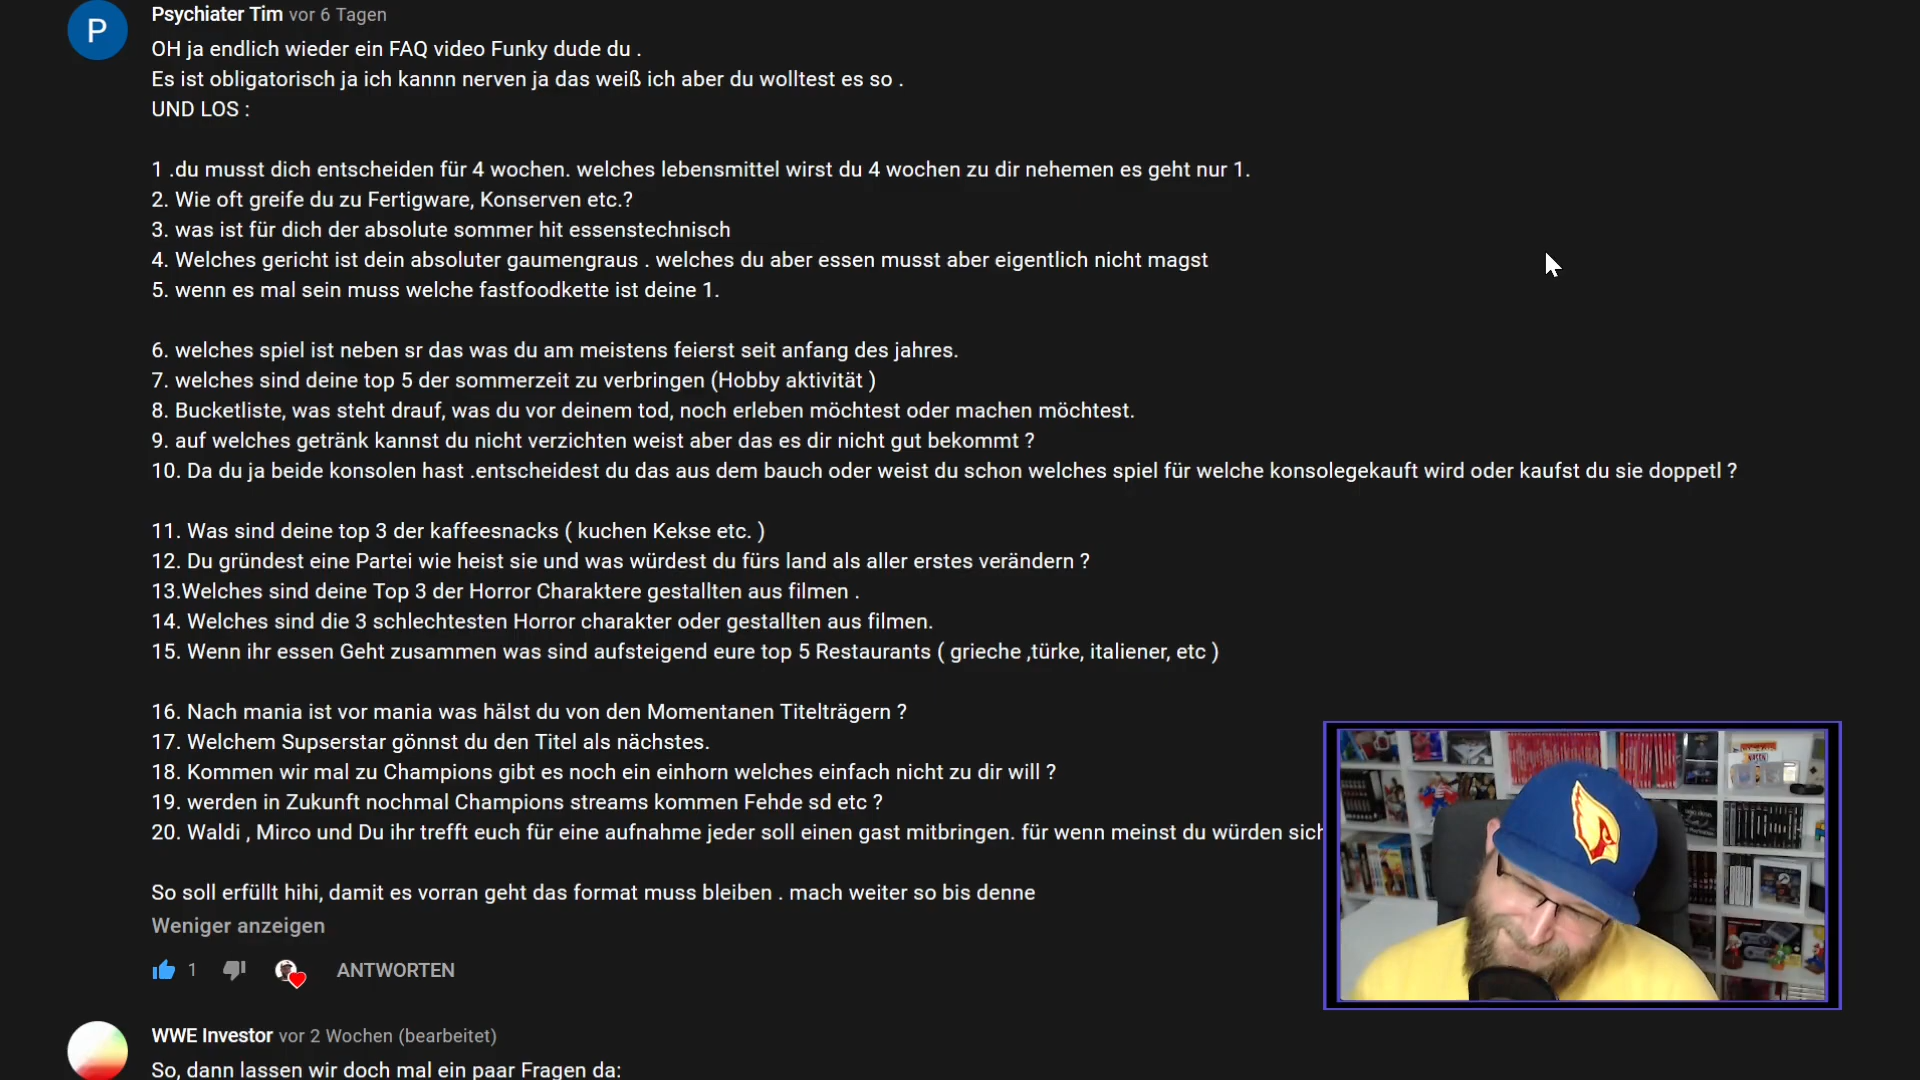 P
Psychiater Tim vor 6 Tagen
OH ja endlich wieder ein FAQ video Funky dude du .
Es ist obligatorisch ja ich kannn nerven ja das weiß ich aber du wolltest es so .
UND LOS :
1 .du musst dich entscheiden für 4 wochen. welches lebensmittel wirst du 4 wochen zu dir nehemen es geht nur 1.
2. Wie oft greife du zu Fertigware, Konserven etc.?
3. was ist für dich der absolute sommer hit essenstechnisch
4. Welches gericht ist dein absoluter gaumengraus . welches du aber essen musst aber eigentlich nicht magst
5. wenn es mal sein muss welche fastfoodkette ist deine 1.
6. welches spiel ist neben sr das was du am meistens feierst seit anfang des jahres.
7. welches sind deine top 5 der sommerzeit zu verbringen (Hobby aktivität )
8. Bucketliste, was steht drauf, was du vor deinem tod, noch erleben möchtest oder machen möchtest.
9. auf welches getränk kannst du nicht verzichten weist aber das es dir nicht gut bekommt ?
10. Da du ja beide konsolen hast .entscheidest du das aus dem bauch oder weist du schon welches spiel für welche konsolegekauft wird oder kaufst du sie doppetl ?
11. Was sind deine top 3 der kaffeesnacks ( kuchen Kekse etc. )
12. Du gründest eine Partei wie heist sie und was würdest du fürs land als aller erstes verändern ?
13.Welches sind deine Top 3 der Horror Charaktere gestallten aus filmen .
14. Welches sind die 3 schlechtesten Horror charakter oder gestallten aus filmen.
15. Wenn ihr essen Geht zusammen was sind aufsteigend eure top 5 Restaurants ( grieche ,türke, italiener, etc )
16. Nach mania ist vor mania was hälst du von den Momentanen Titelträgern ?
17. Welchem Supserstar gönnst du den Titel als nächstes.
18. Kommen wir mal zu Champions gibt es noch ein einhorn welches einfach nicht zu dir will ?
19. werden in Zukunft nochmal Champions streams kommen Fehde sd etc ?
20. Waldi , Mirco und Du ihr trefft euch für eine aufnahme jeder soll einen gast mitbringen. für wenn meinst du würden sich
So soll erfüllt hihi, damit es vorran geht das format muss bleiben . mach weiter so bis denne
Weniger anzeigen
1 ANTWORTEN
WWE Investor vor 2 Wochen (bearbeitet)
So, dann lassen wir doch mal ein paar Fragen da: